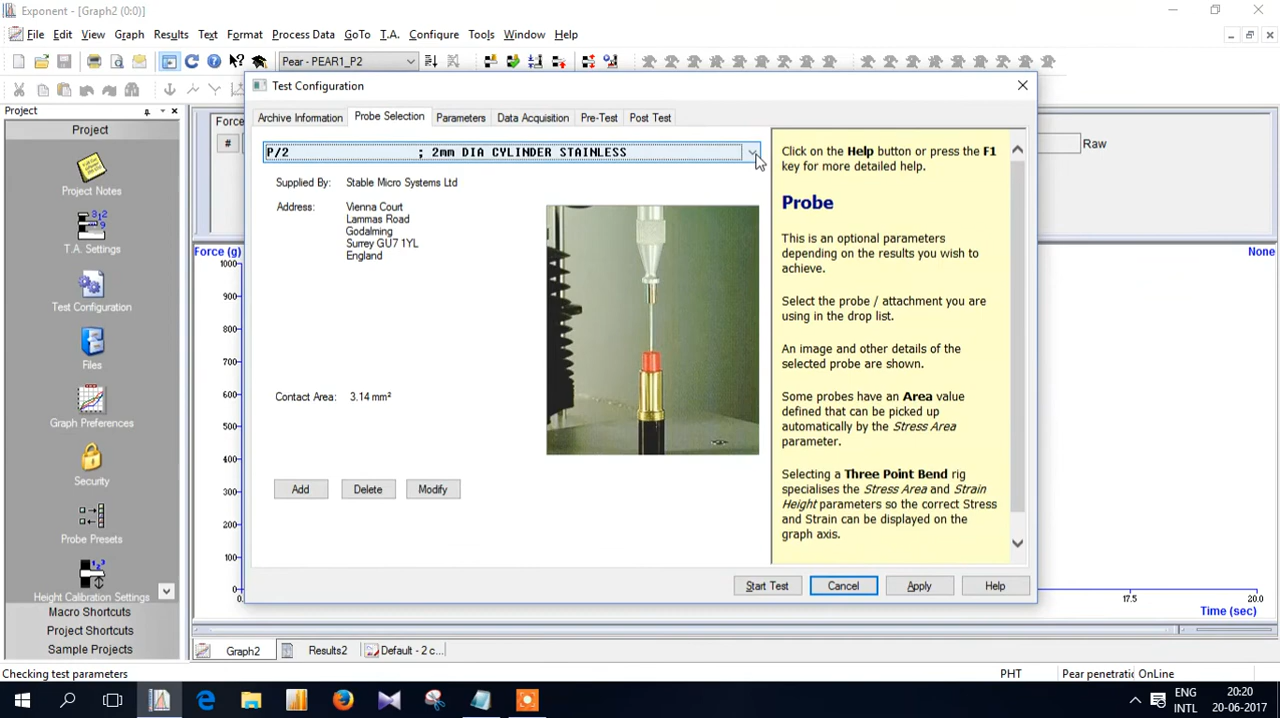 Exponent - [Graph2 (0:0)]
File Edit View Graph Results Text Format Process Data GoTo T.A. Configure Tools Window Help
Pear - PEAR1_P2
Project
Project
Project Notes
T.A. Settings
Test Configuration
Files
Graph Preferences
Security
Probe Presets
Height Calibration Settings
Macro Shortcuts
Project Shortcuts
Sample Projects
Force
#
Raw
Force (g)
None
1000
900
800
700
600
500
400
300
200
100
0
0.
17.5
20.0
Time (sec)
Test Configuration
Archive Information Probe Selection Parameters Data Acquisition Pre-Test Post Test
P/2 ; 2mm DIA CYLINDER STAINLESS
Supplied By: Stable Micro Systems Ltd
Address: Vienna Court
Lammas Road
Godalming
Surrey GU7 1YL
England
Contact Area: 3.14 mm²
Add Delete Modify
Click on the Help button or press the F1
key for more detailed help.
Probe
This is an optional parameters
depending on the results you wish to
achieve.
Select the probe / attachment you are
using in the drop list.
An image and other details of the
selected probe are shown.
Some probes have an Area value
defined that can be picked up
automatically by the Stress Area
parameter.
Selecting a Three Point Bend rig
specialises the Stress Area and Strain
Height parameters so the correct Stress
and Strain can be displayed on the
graph axis.
Start Test Cancel Apply Help
Graph2 Results2 Default - 2 c...
Checking test parameters PHT Pear penetratic OnLine
ENG
INTL
20:20
20-06-2017